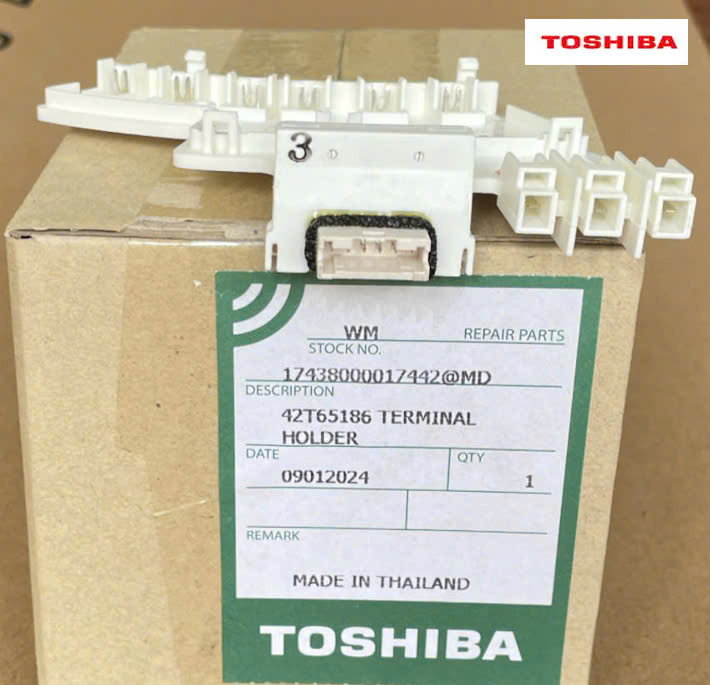 TOSHIBA
3
WM REPAIR PARTS
STOCK NO.
17438000017442@MD
DESCRIPTION
42T65186 TERMINAL
HOLDER
DATE QTY
09012024 1
REMARK
MADE IN THAILAND
TOSHIBA